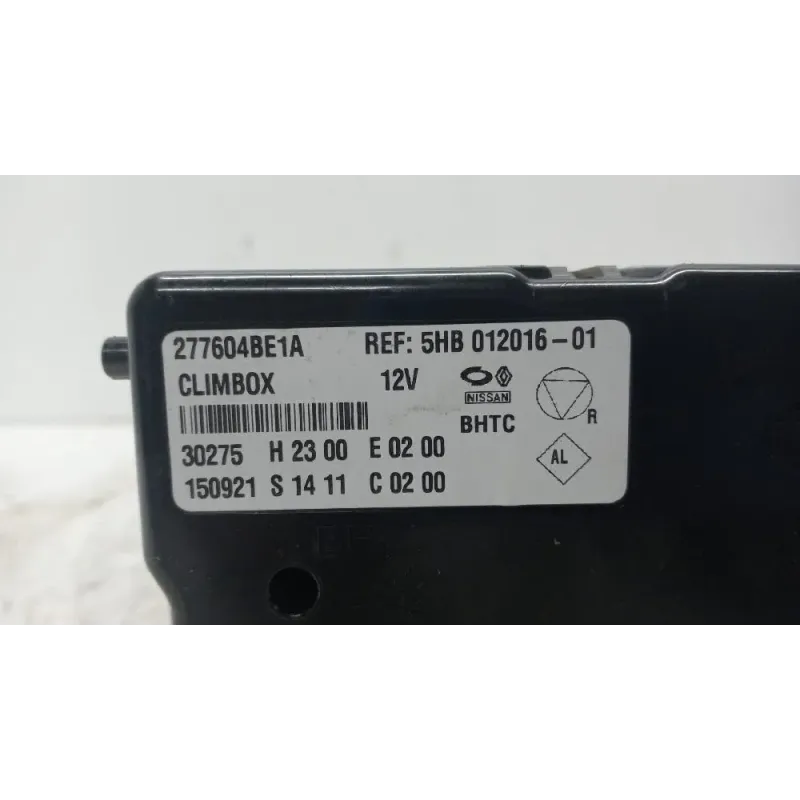 277604BE1A REF: 5HB 012016-01
CLIMBOX 12V
NISSAN
BHTC R
AL
30275 H 23 00 E 02 00
150921 S 14 11 C 02 00